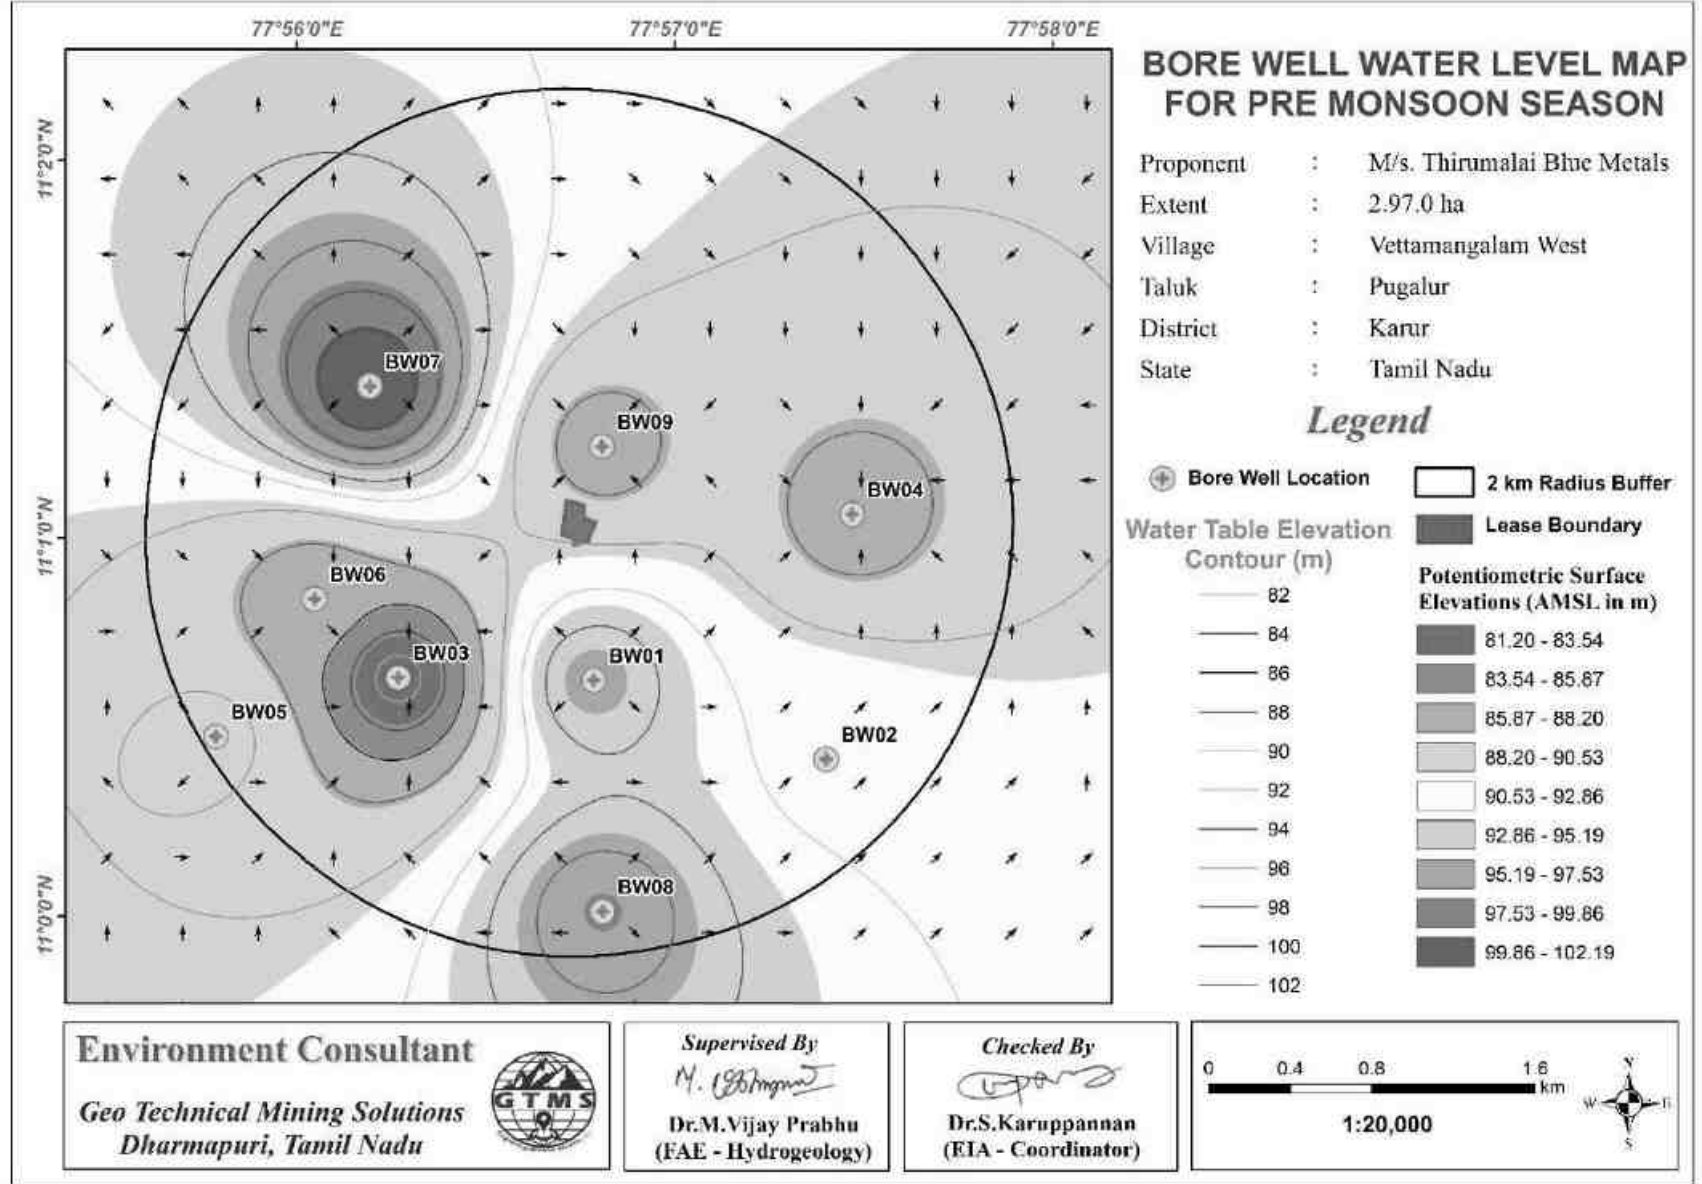 77°56'0"E 77°57'0"E 77°58'0"E
11°2'0"N
11°1'0"N
11°0'0"N
BW07
BW09
BW04
BW06
BW03
BW01
BW05
BW02
BW08
BORE WELL WATER LEVEL MAP
FOR PRE MONSOON SEASON
Proponent : M/s. Thirumalai Blue Metals
Extent : 2.97.0 ha
Village : Vettamangalam West
Taluk : Pugalur
District : Karur
State : Tamil Nadu
Legend
Bore Well Location
2 km Radius Buffer
Lease Boundary
Water Table Elevation
Contour (m)
82
84
86
88
90
92
94
96
98
100
102
Potentiometric Surface
Elevations (AMSL in m)
81.20 - 83.54
83.54 - 85.87
85.87 - 88.20
88.20 - 90.53
90.53 - 92.86
92.86 - 95.19
95.19 - 97.53
97.53 - 99.86
99.86 - 102.19
Environment Consultant
Geo Technical Mining Solutions
Dharmapuri, Tamil Nadu
GTMS
Supervised By
Dr.M.Vijay Prabhu
(FAE - Hydrogeology)
Checked By
Dr.S.Karuppannan
(EIA - Coordinator)
0 0.4 0.8 1.6
km
1:20,000
N
W E
S